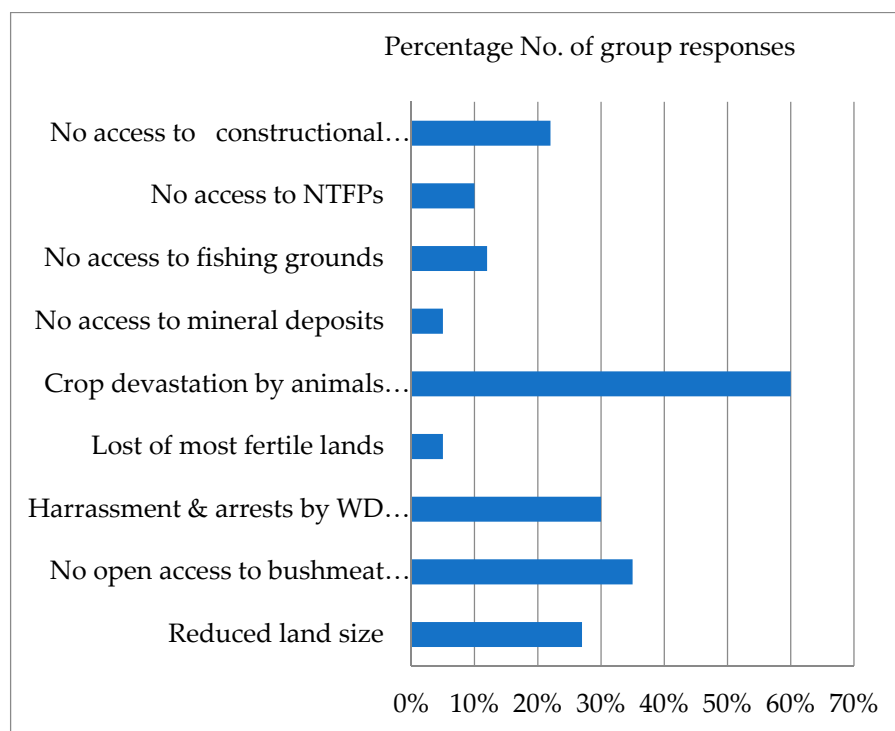 Percentage No. of group responses
No access to constructional…
No access to NTFPs
No access to fishing grounds
No access to mineral deposits
Crop devastation by animals…
Lost of most fertile lands
Harrassment & arrests by WD…
No open access to bushmeat…
Reduced land size
0% 10% 20% 30% 40% 50% 60% 70%